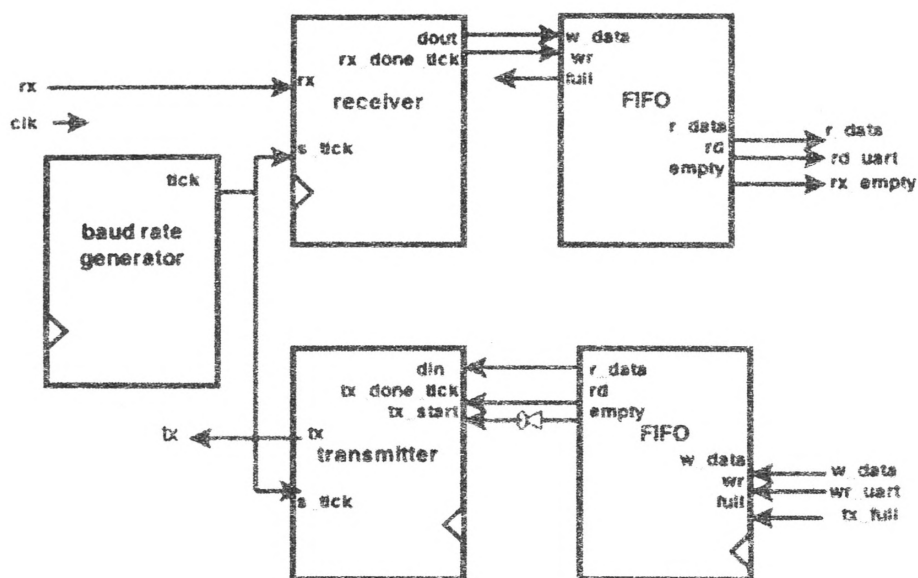 rx
clk
tick
baud rate
generator
dout
rx done tick
rx
receiver
s tick
w data
wr
full
FIFO
r data
rd
empty
r data
rd uart
rx empty
din
tx done tick
tx start
tx
tx
transmitter
s tick
r data
rd
empty
FIFO
w data
wr
full
w data
wr uart
tx full